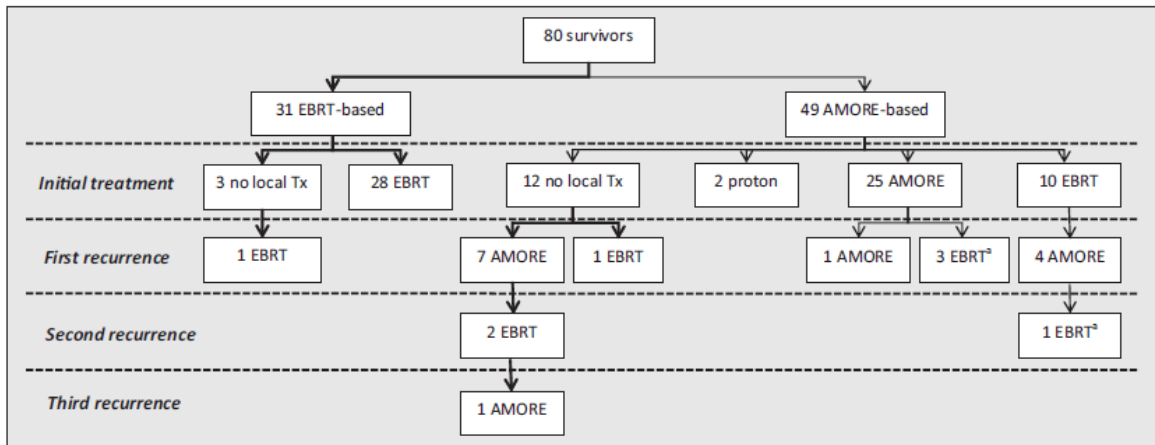 80 survivors
31 EBRT-based
49 AMORE-based
Initial treatment
3 no local Tx
28 EBRT
12 no local Tx
2 proton
25 AMORE
10 EBRT
First recurrence
1 EBRT
7 AMORE
1 EBRT
1 AMORE
3 EBRTª
4 AMORE
Second recurrence
2 EBRT
1 EBRTª
Third recurrence
1 AMORE